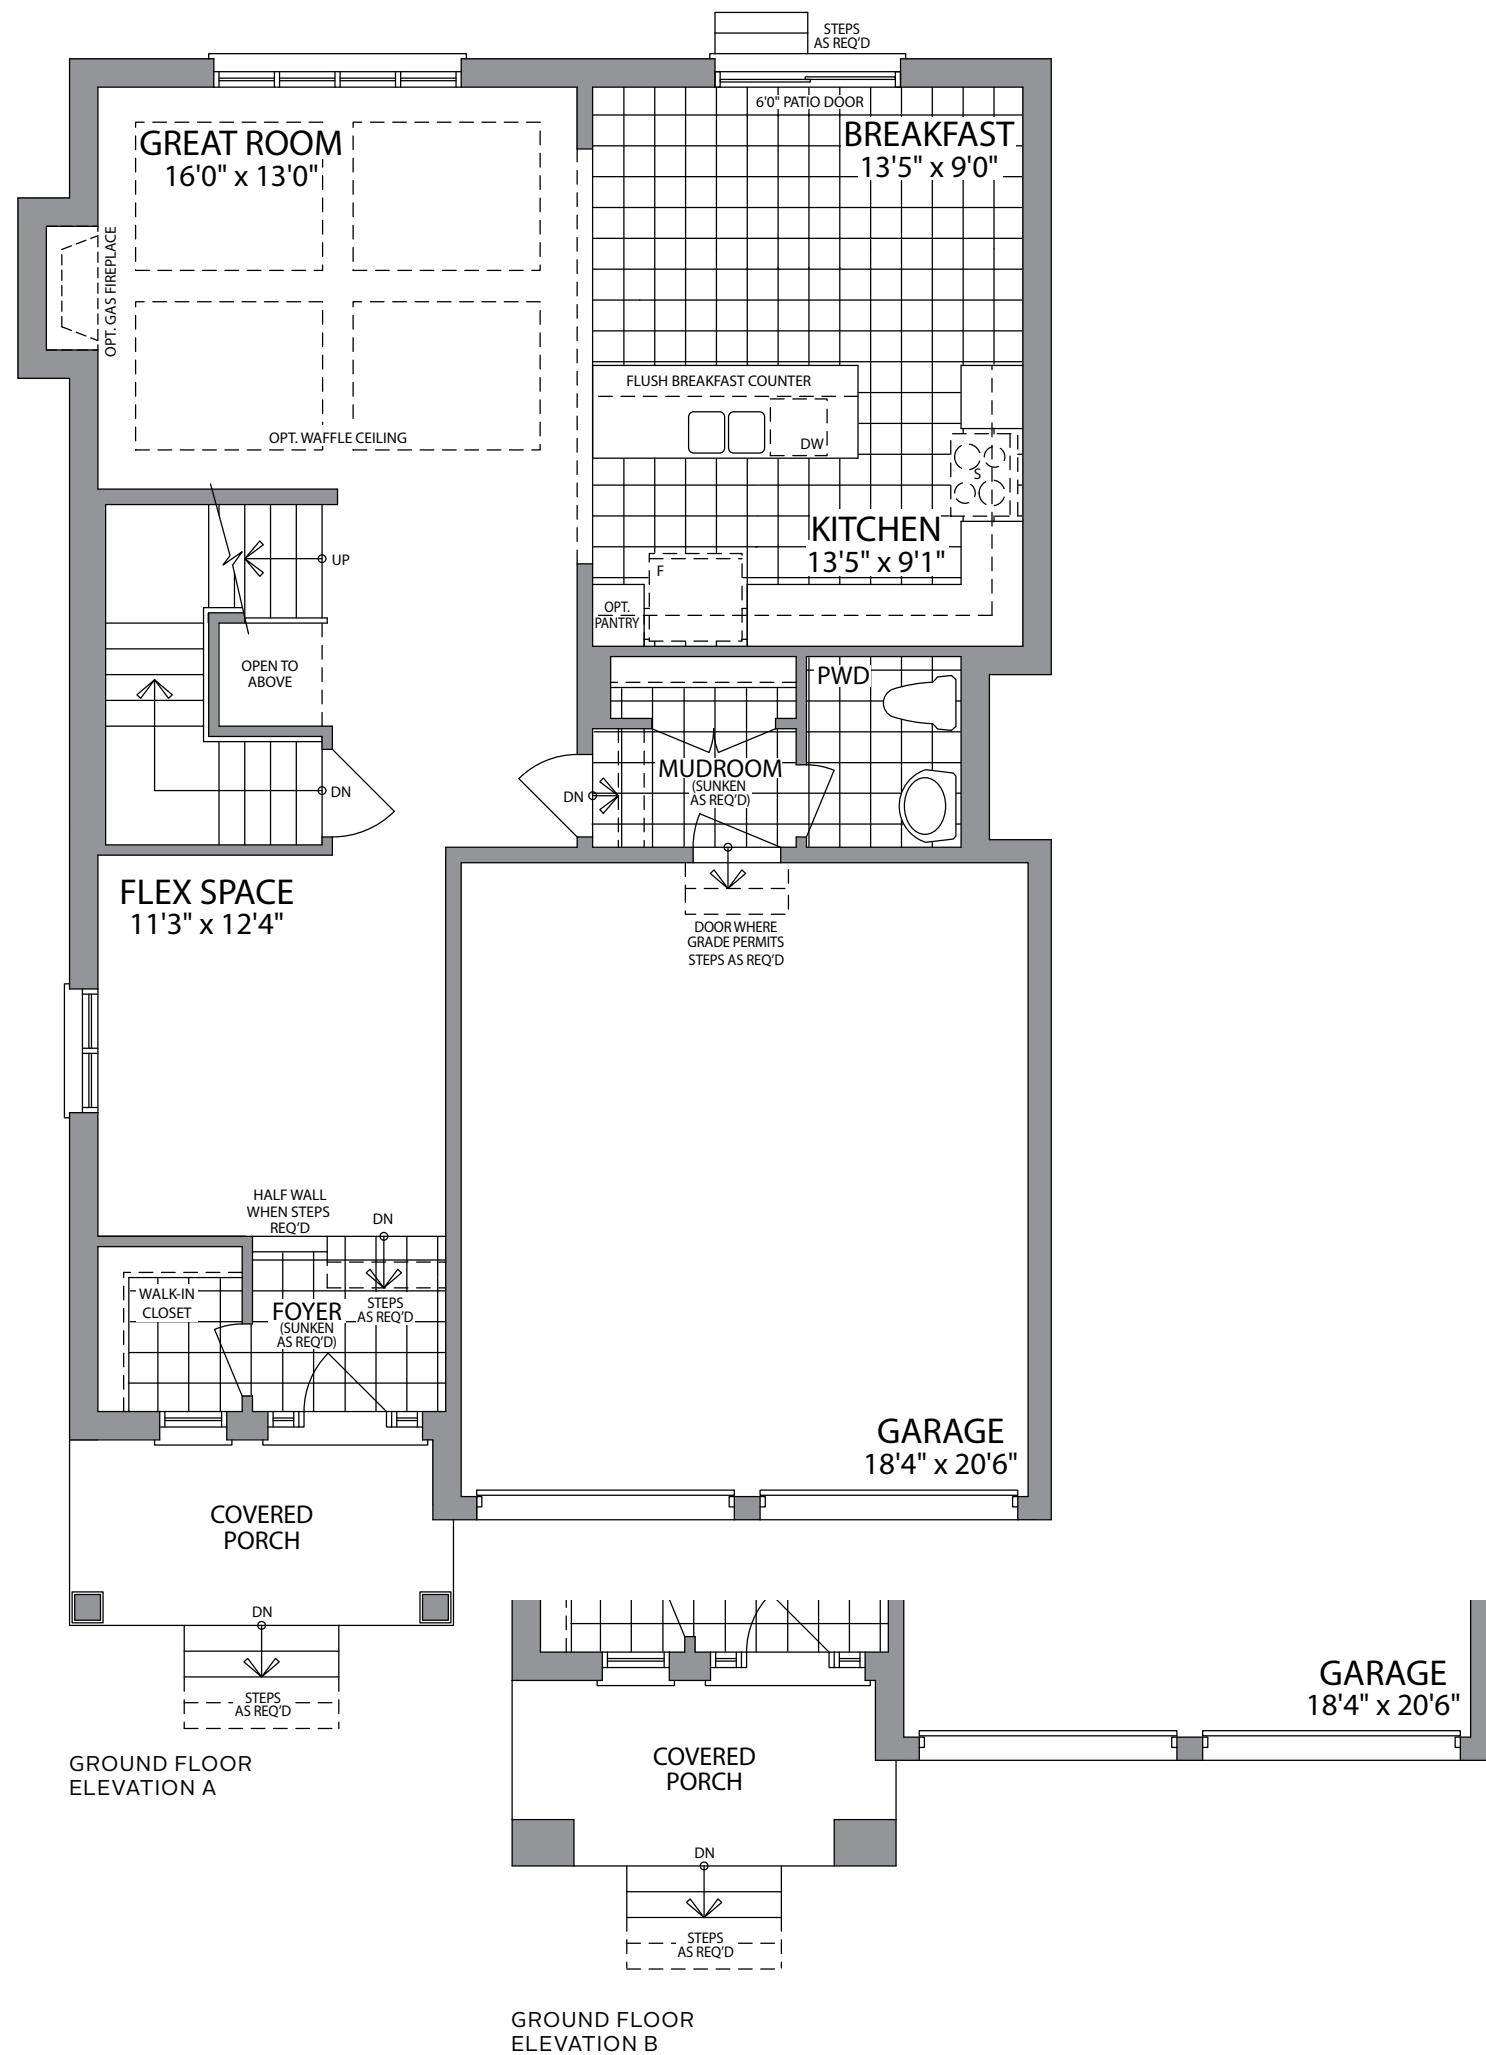 STEPS
AS REQ'D
6'0" PATIO DOOR
GREAT ROOM
16'0" x 13'0"
BREAKFAST
13'5" x 9'0"
OPT. GAS FIREPLACE
OPT. WAFFLE CEILING
FLUSH BREAKFAST COUNTER
DW
S
KITCHEN
13'5" x 9'1"
UP
F
OPT.
PANTRY
OPEN TO
ABOVE
PWD
MUDROOM
(SUNKEN
AS REQ'D)
DN
DN
FLEX SPACE
11'3" x 12'4"
DOOR WHERE
GRADE PERMITS
STEPS AS REQ'D
HALF WALL
WHEN STEPS
REQ'D
DN
WALK-IN
CLOSET
FOYER
(SUNKEN
AS REQ'D)
STEPS
AS REQ'D
GARAGE
18'4" x 20'6"
COVERED
PORCH
DN
STEPS
AS REQ'D
GROUND FLOOR
ELEVATION A
GARAGE
18'4" x 20'6"
COVERED
PORCH
DN
STEPS
AS REQ'D
GROUND FLOOR
ELEVATION B